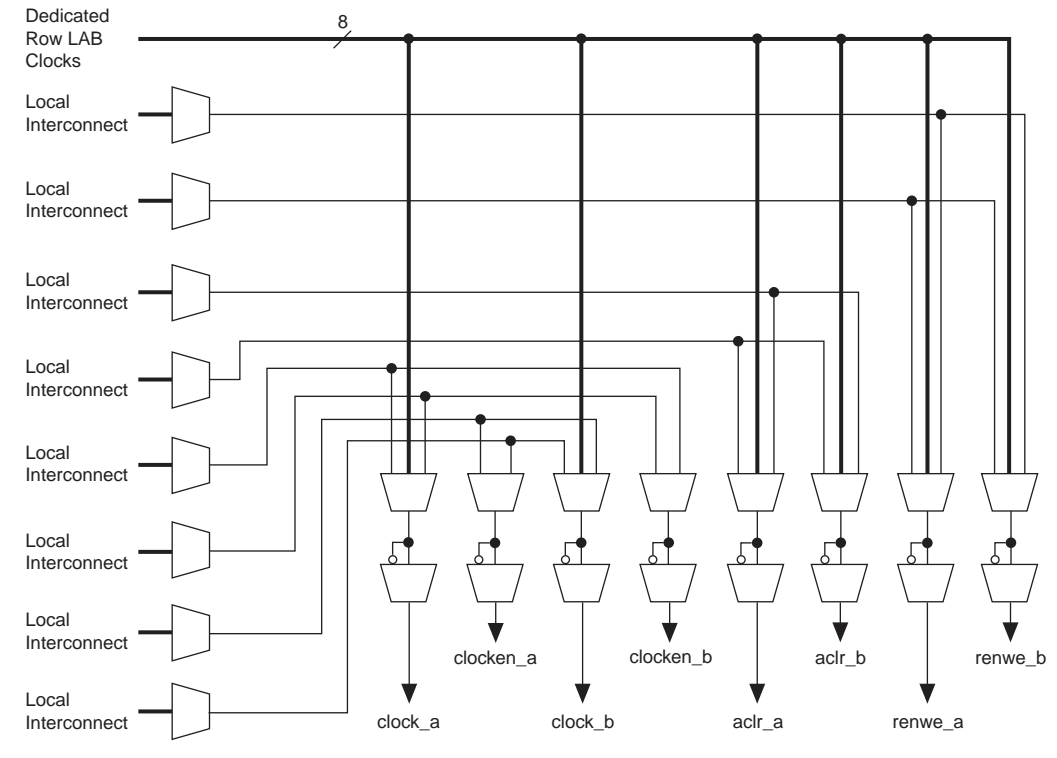 Dedicated
Row LAB
Clocks
8
Local
Interconnect
Local
Interconnect
Local
Interconnect
Local
Interconnect
Local
Interconnect
Local
Interconnect
Local
Interconnect
Local
Interconnect
clocken_a
clocken_b
aclr_b
renwe_b
clock_a
clock_b
aclr_a
renwe_a